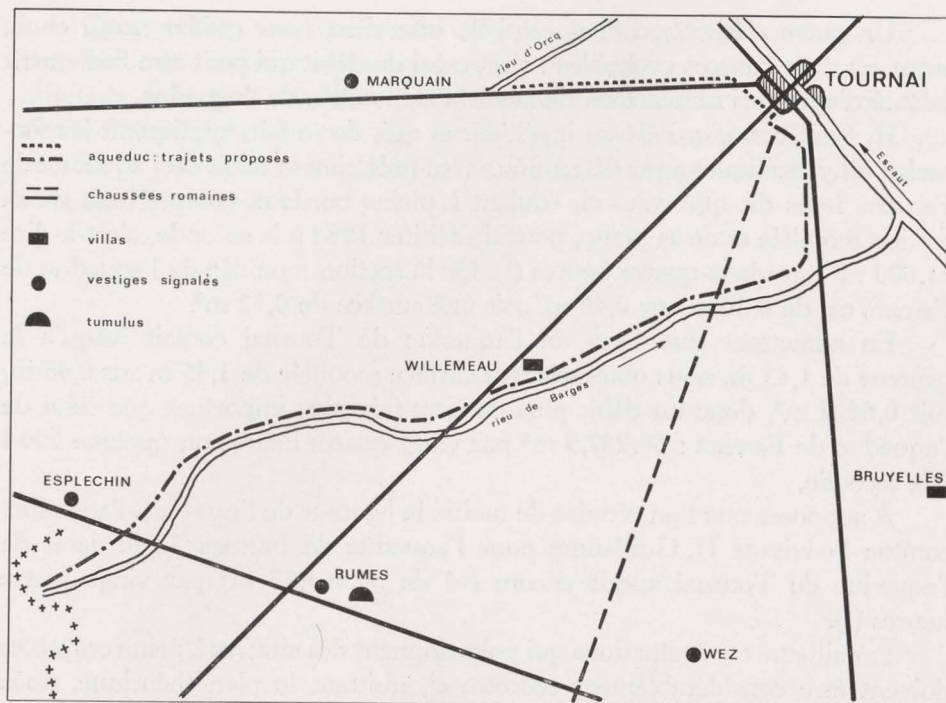 rieu d'Orcq
MARQUAIN
TOURNAI
aqueduc: trajets proposés
Escaut
chaussées romaines
villas
vestiges signalés
tumulus
WILLEMEAU
rieu de Barges
ESPLECHIN
BRUYELLES
RUMES
WEZ